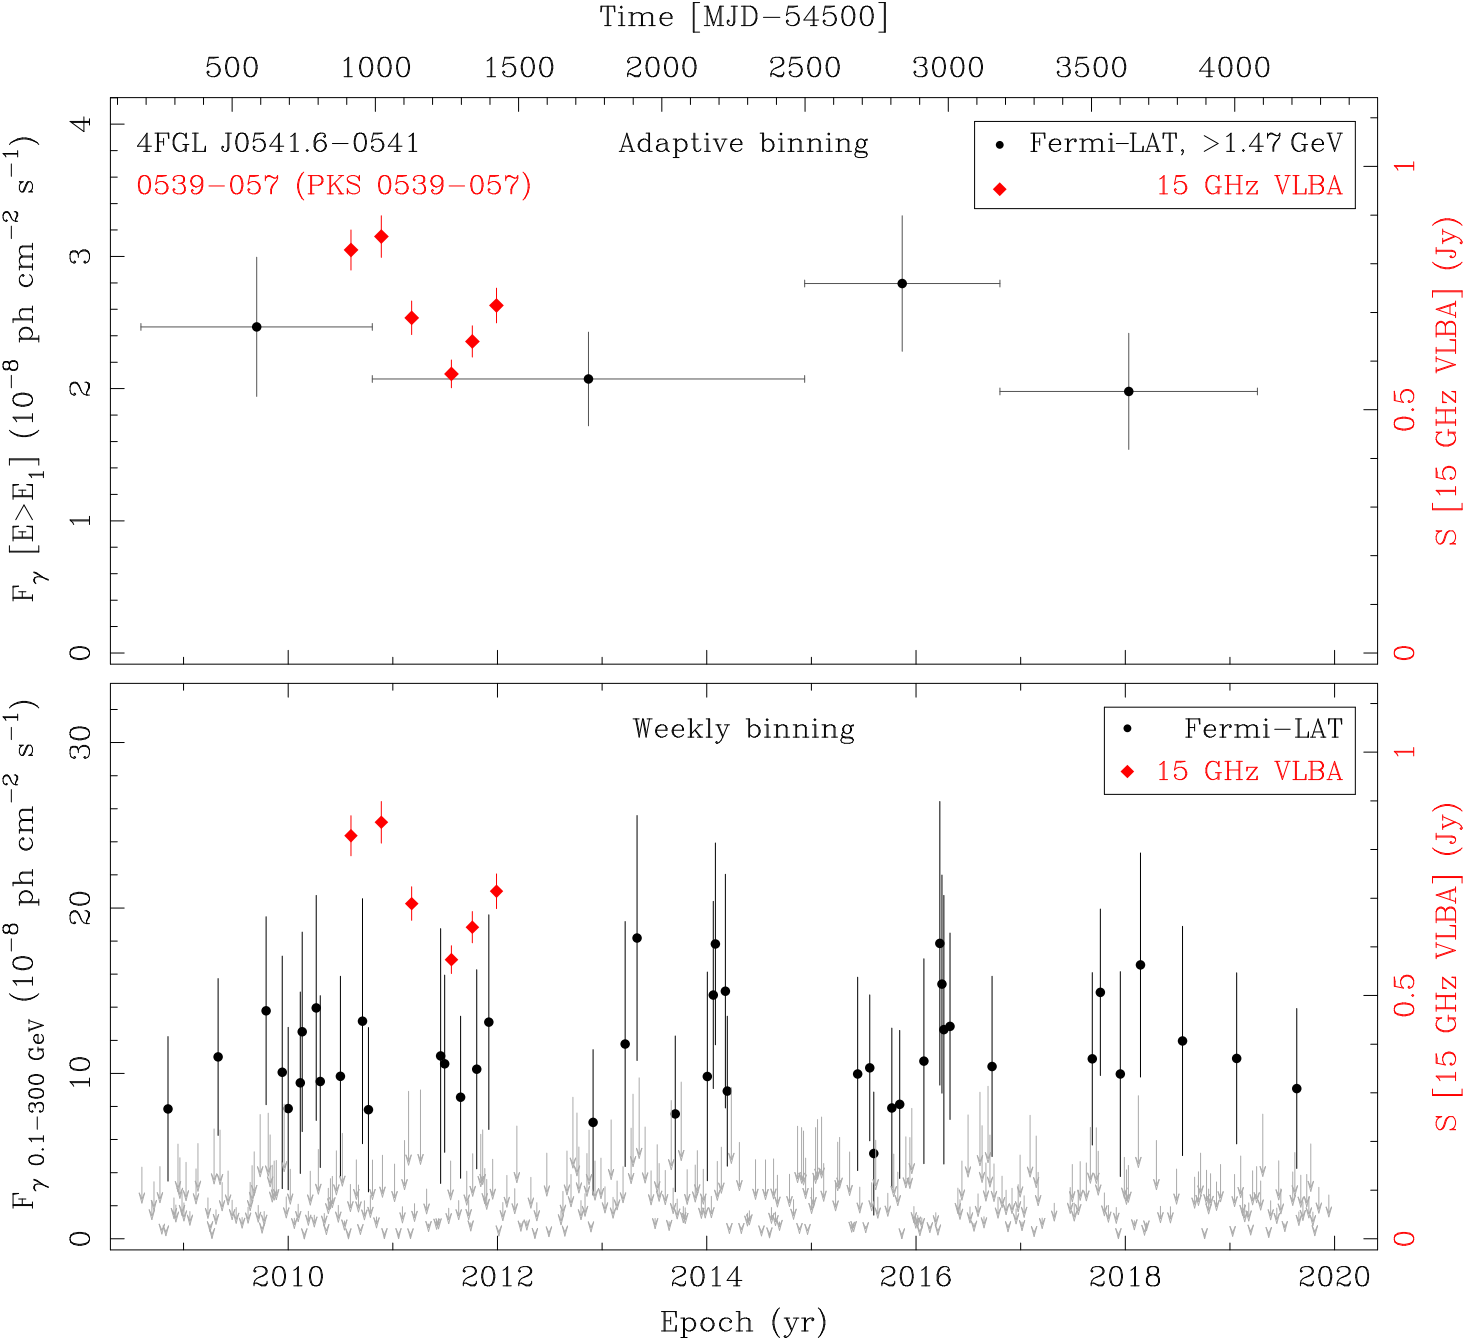 Time [MJD−54500]
500 1000 1500 2000 2500 3000 3500 4000
4FGL J0541.6−0541
0539−057 (PKS 0539−057)
Adaptive binning
Fermi−LAT, >1.47 GeV
15 GHz VLBA
F_γ [E>E_1] (10^−8 ph cm^−2 s^−1)
4
3
2
1
0
S [15 GHz VLBA] (Jy)
1
0.5
0
Weekly binning
Fermi−LAT
15 GHz VLBA
F_γ 0.1−300 GeV (10^−8 ph cm^−2 s^−1)
30
20
10
0
S [15 GHz VLBA] (Jy)
1
0.5
0
2010 2012 2014 2016 2018 2020
Epoch (yr)